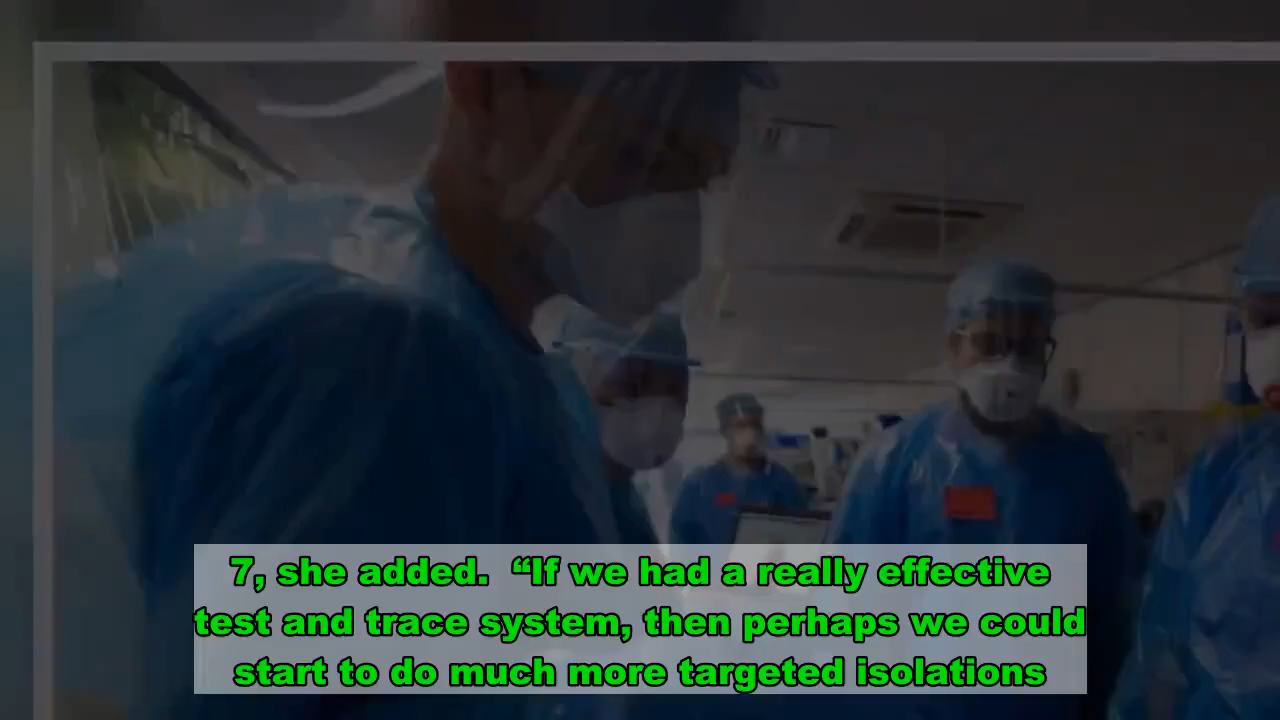 7, she added.  “If we had a really effective
test and trace system, then perhaps we could
start to do much more targeted isolations